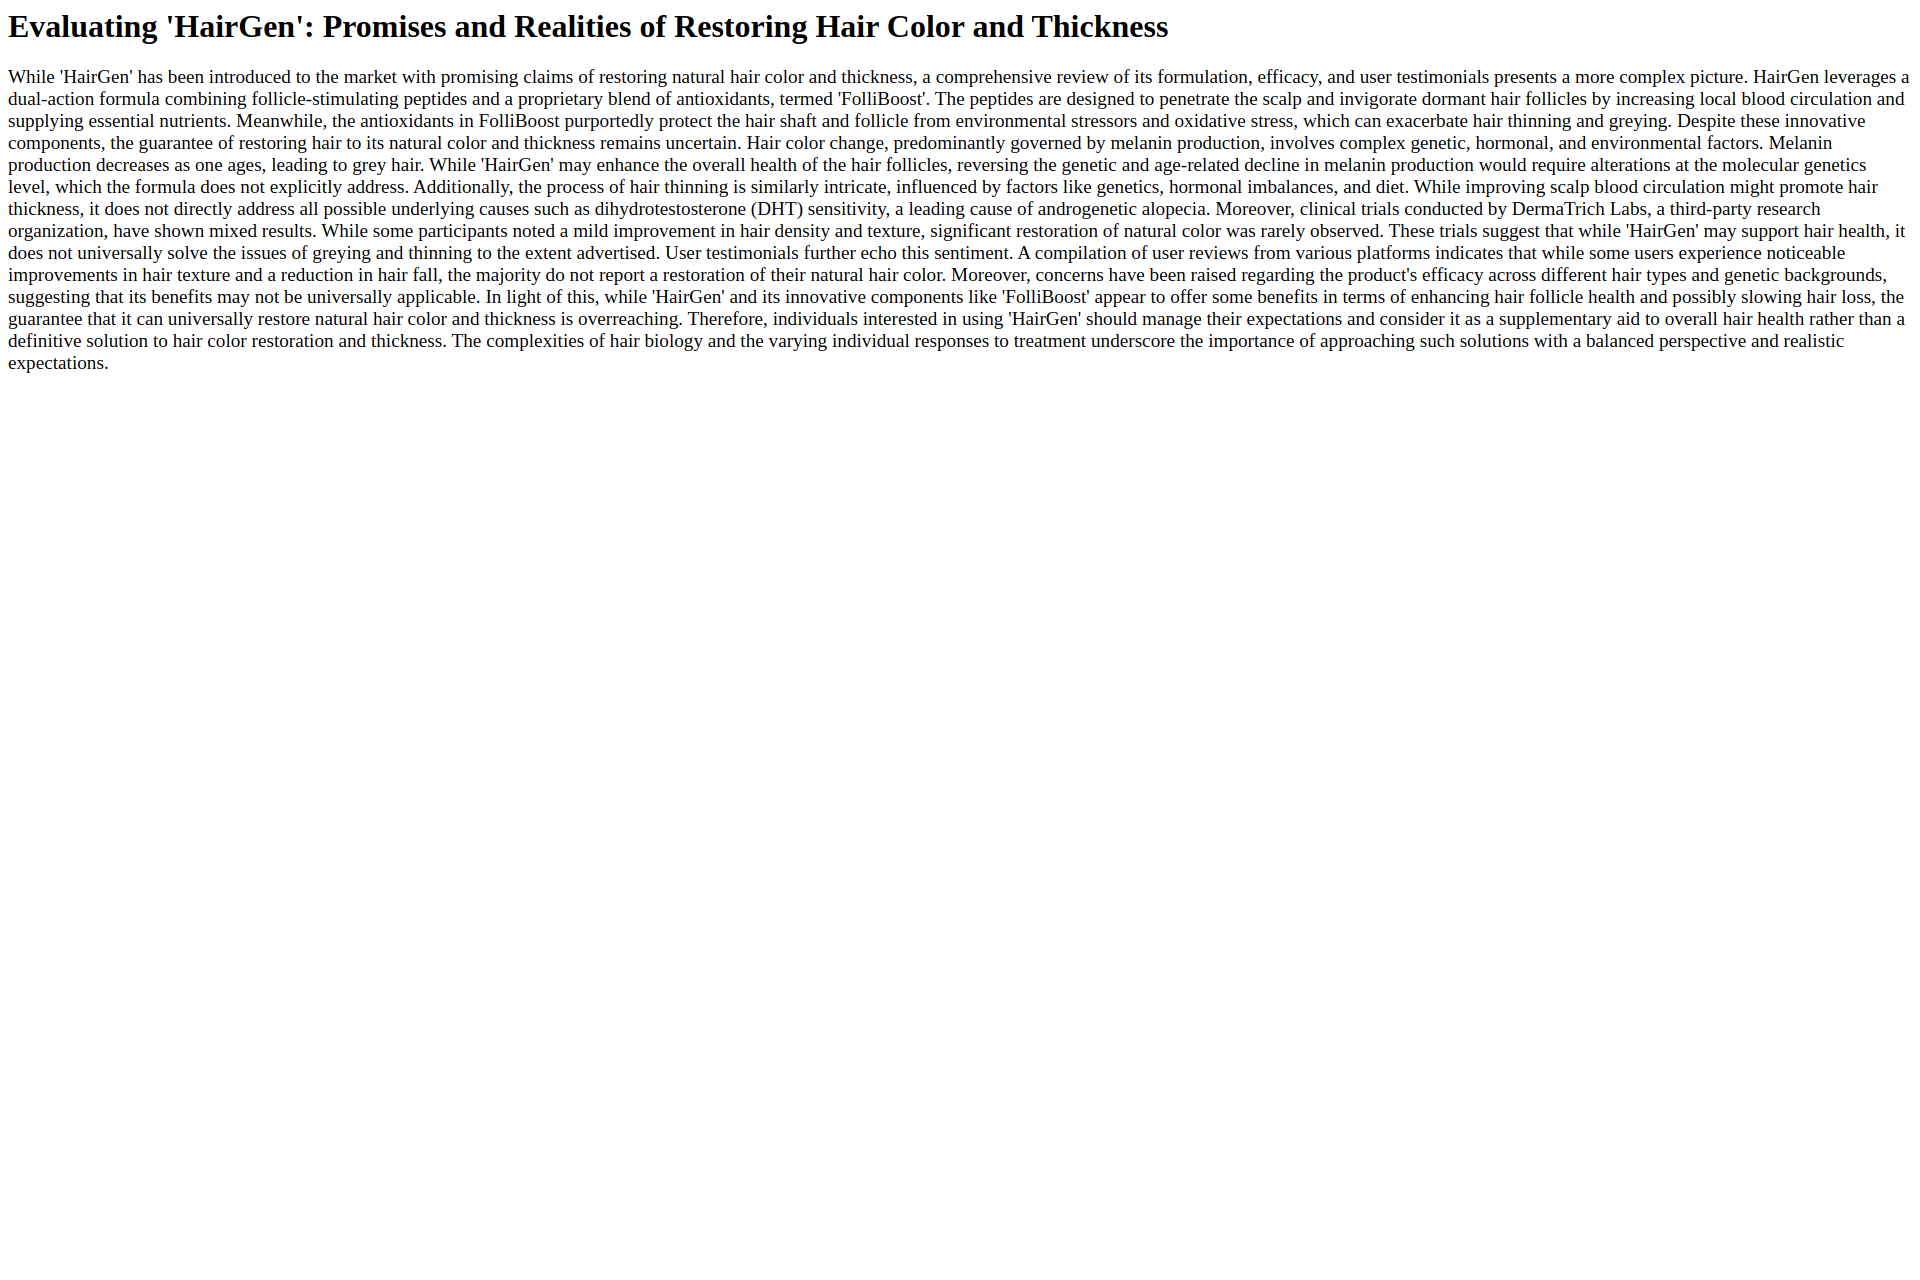 Evaluating 'HairGen': Promises and Realities of Restoring Hair Color and Thickness
While 'HairGen' has been introduced to the market with promising claims of restoring natural hair color and thickness, a comprehensive review of its formulation, efficacy, and user testimonials presents a more complex picture. HairGen leverages a
dual-action formula combining follicle-stimulating peptides and a proprietary blend of antioxidants, termed 'FolliBoost'. The peptides are designed to penetrate the scalp and invigorate dormant hair follicles by increasing local blood circulation and
supplying essential nutrients. Meanwhile, the antioxidants in FolliBoost purportedly protect the hair shaft and follicle from environmental stressors and oxidative stress, which can exacerbate hair thinning and greying. Despite these innovative
components, the guarantee of restoring hair to its natural color and thickness remains uncertain. Hair color change, predominantly governed by melanin production, involves complex genetic, hormonal, and environmental factors. Melanin
production decreases as one ages, leading to grey hair. While 'HairGen' may enhance the overall health of the hair follicles, reversing the genetic and age-related decline in melanin production would require alterations at the molecular genetics
level, which the formula does not explicitly address. Additionally, the process of hair thinning is similarly intricate, influenced by factors like genetics, hormonal imbalances, and diet. While improving scalp blood circulation might promote hair
thickness, it does not directly address all possible underlying causes such as dihydrotestosterone (DHT) sensitivity, a leading cause of androgenetic alopecia. Moreover, clinical trials conducted by DermaTrich Labs, a third-party research
organization, have shown mixed results. While some participants noted a mild improvement in hair density and texture, significant restoration of natural color was rarely observed. These trials suggest that while 'HairGen' may support hair health, it
does not universally solve the issues of greying and thinning to the extent advertised. User testimonials further echo this sentiment. A compilation of user reviews from various platforms indicates that while some users experience noticeable
improvements in hair texture and a reduction in hair fall, the majority do not report a restoration of their natural hair color. Moreover, concerns have been raised regarding the product's efficacy across different hair types and genetic backgrounds,
suggesting that its benefits may not be universally applicable. In light of this, while 'HairGen' and its innovative components like 'FolliBoost' appear to offer some benefits in terms of enhancing hair follicle health and possibly slowing hair loss, the
guarantee that it can universally restore natural hair color and thickness is overreaching. Therefore, individuals interested in using 'HairGen' should manage their expectations and consider it as a supplementary aid to overall hair health rather than a
definitive solution to hair color restoration and thickness. The complexities of hair biology and the varying individual responses to treatment underscore the importance of approaching such solutions with a balanced perspective and realistic
expectations.